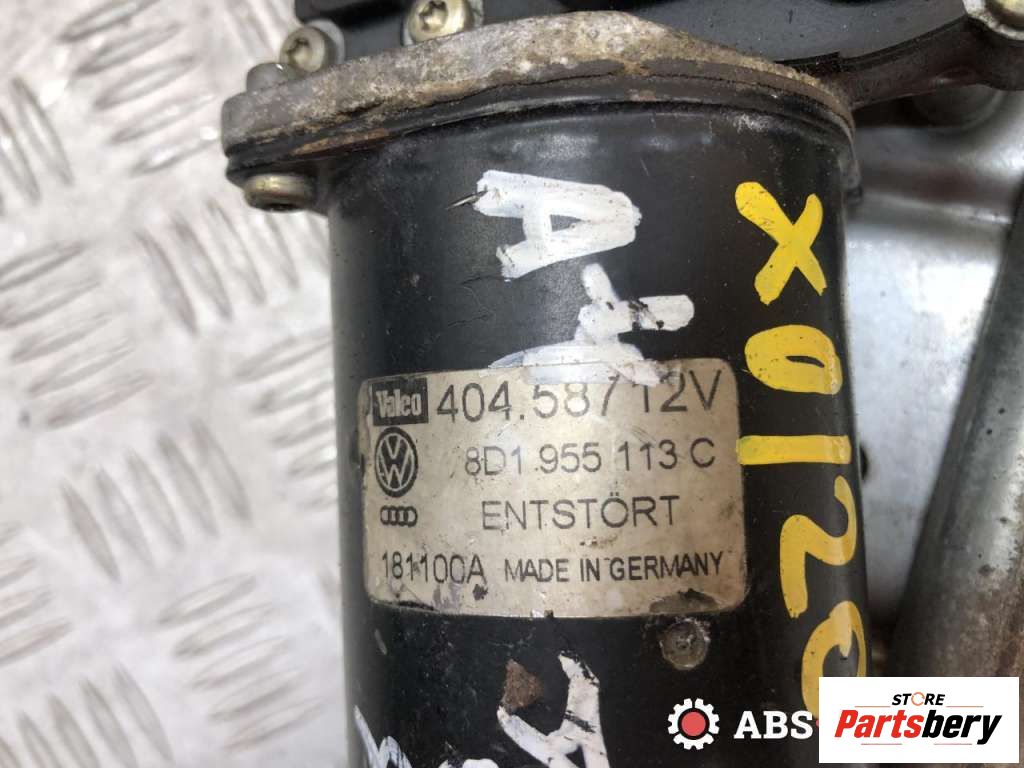 A4
X0120
Valeo 404.587 12V
8D1 955 113 C
ENTSTÖRT
181100A MADE IN GERMANY
A
ABS
STORE
Partsbery